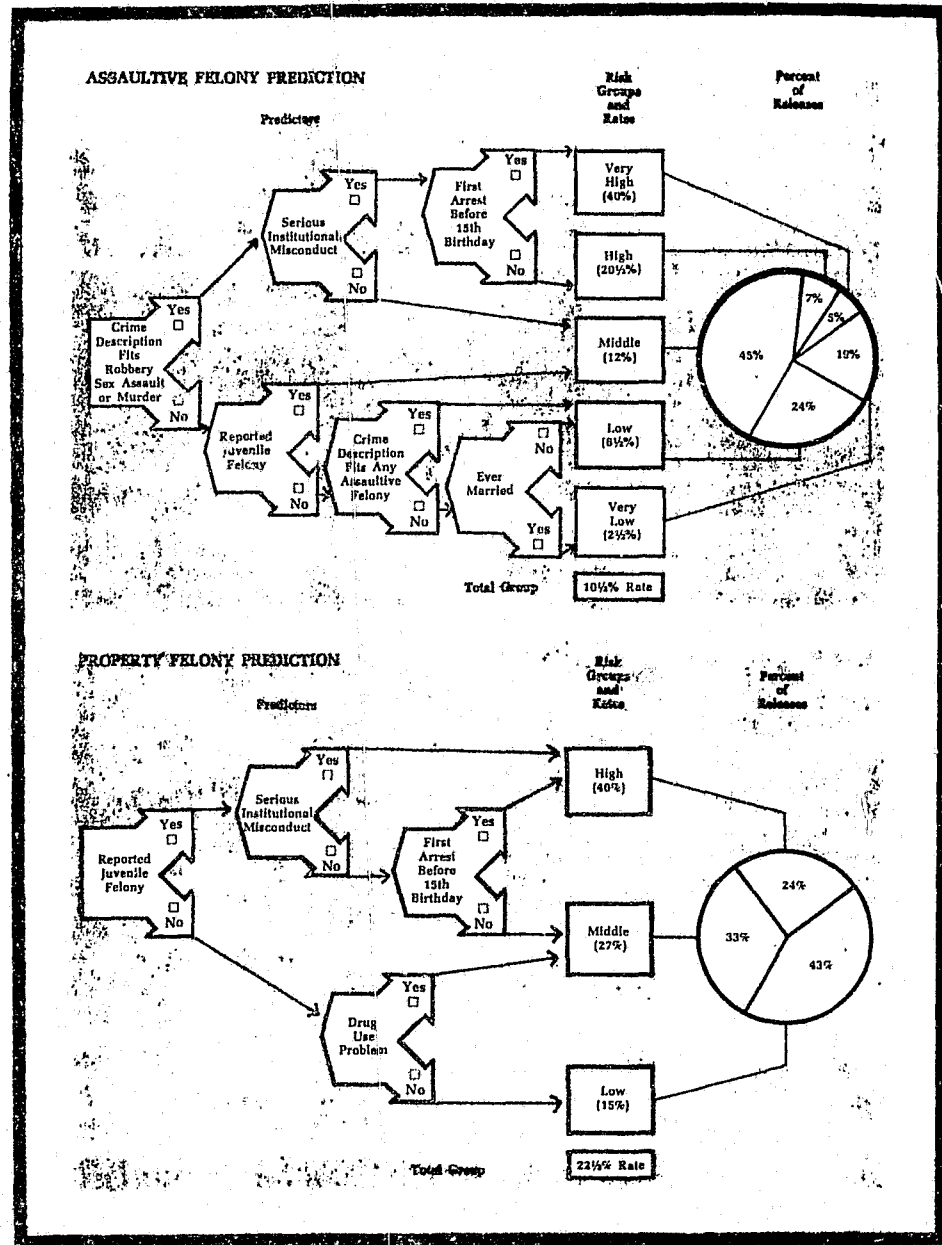 ASSAULTIVE FELONY PREDICTION
Risk
Groups
and
Rates
Percent
of
Releases
Predictors
Yes
Serious
Institutional
Misconduct
No
Yes
First
Arrest
Before
15th
Birthday
No
Very
High
(40%)
High
(20½%)
Yes
Crime
Description
Fits
Robbery
Sex Assault
or Murder
No
Middle
(12%)
7%
3%
45%
19%
24%
Reported
Juvenile
Felony
Yes
No
Yes
Crime
Description
Fits Any
Assaultive
Felony
No
No
Ever
Married
Yes
Low
(6½%)
Very
Low
(2½%)
Total Group
10½% Rate
PROPERTY FELONY PREDICTION
Risk
Groups
and
Rates
Percent
of
Releases
Predictors
Yes
Serious
Institutional
Misconduct
No
High
(40%)
Yes
Reported
Juvenile
Felony
No
Yes
First
Arrest
Before
15th
Birthday
No
Middle
(27%)
24%
33%
43%
Yes
Drug
Use
Problem
No
Low
(15%)
Total Group
22½% Rate